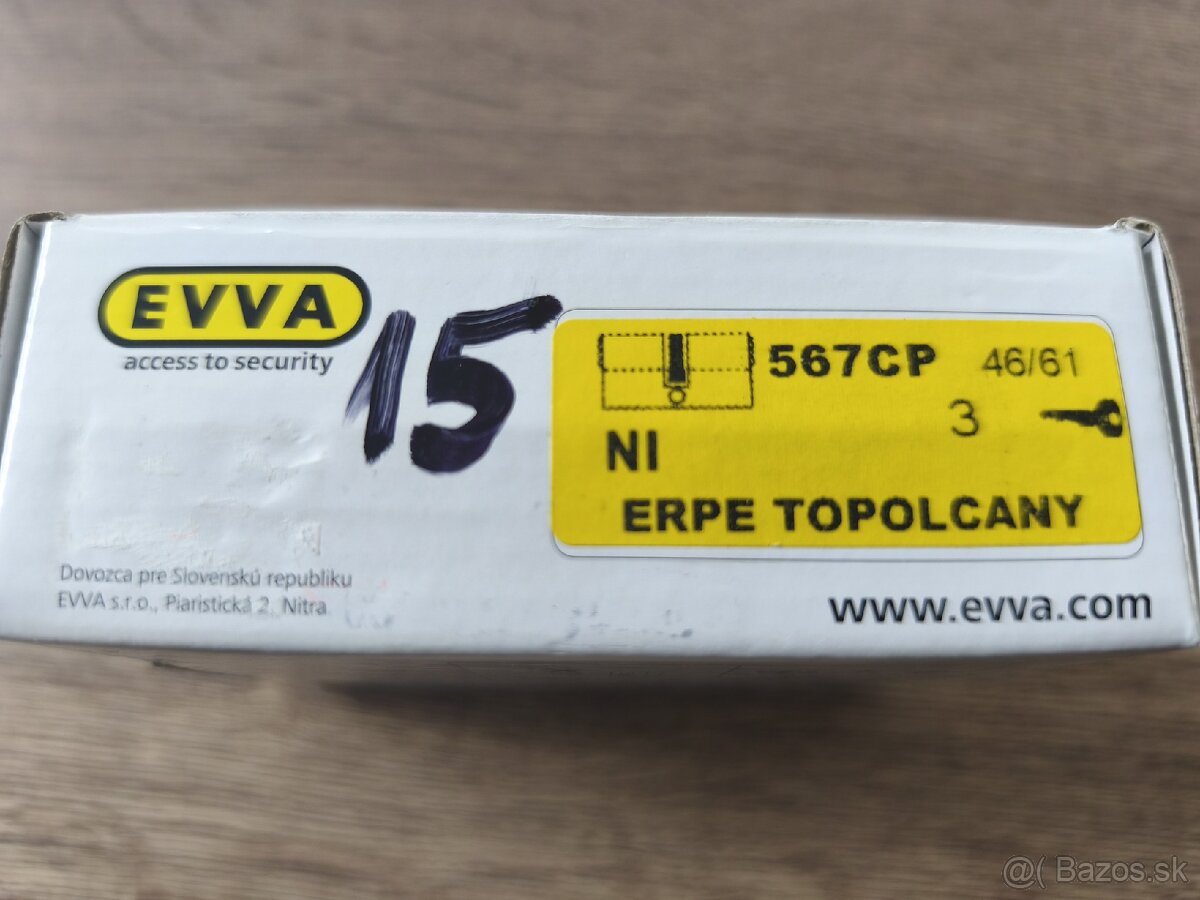 EVVA
access to security
15
567CP 46/61
3
NI
ERPE TOPOLCANY
Dovozca pre Slovenskú republiku
EVVA s.r.o., Piaristická 2, Nitra
www.evva.com
@( Bazos.sk